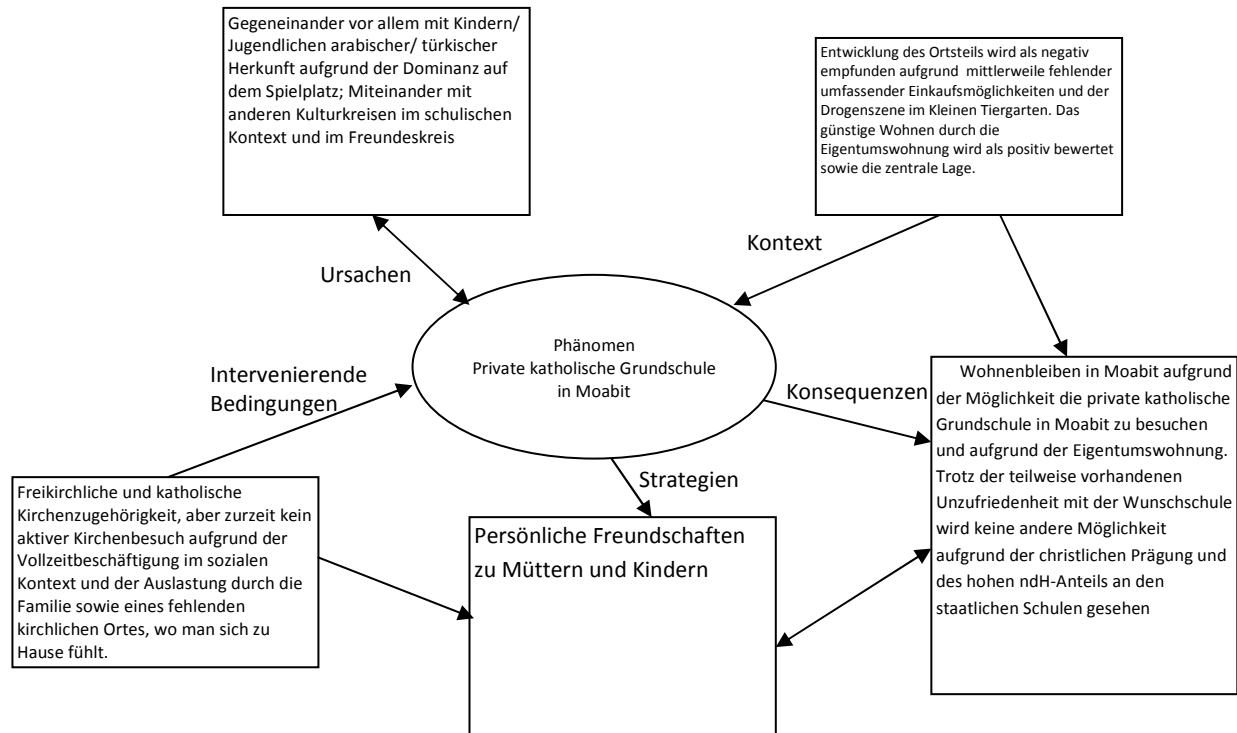 Gegeneinander vor allem mit Kindern/
Jugendlichen arabischer/ türkischer
Herkunft aufgrund der Dominanz auf
dem Spielplatz; Miteinander mit
anderen Kulturkreisen im schulischen
Kontext und im Freundeskreis
Entwicklung des Ortsteils wird als negativ
empfunden aufgrund mittlerweile fehlender
umfassender Einkaufsmöglichkeiten und der
Drogenszene im Kleinen Tiergarten. Das
günstige Wohnen durch die
Eigentumswohnung wird als positiv bewertet
sowie die zentrale Lage.
Kontext
Ursachen
Phänomen
Private katholische Grundschule
in Moabit
Intervenierende
Bedingungen
Konsequenzen
Wohnenbleiben in Moabit aufgrund
der Möglichkeit die private katholische
Grundschule in Moabit zu besuchen
und aufgrund der Eigentumswohnung.
Trotz der teilweise vorhandenen
Unzufriedenheit mit der Wunschschule
wird keine andere Möglichkeit
aufgrund der christlichen Prägung und
des hohen ndH-Anteils an den
staatlichen Schulen gesehen
Strategien
Freikirchliche und katholische
Kirchenzugehörigkeit, aber zurzeit kein
aktiver Kirchenbesuch aufgrund der
Vollzeitbeschäftigung im sozialen
Kontext und der Auslastung durch die
Familie sowie eines fehlenden
kirchlichen Ortes, wo man sich zu
Hause fühlt.
Persönliche Freundschaften
zu Müttern und Kindern